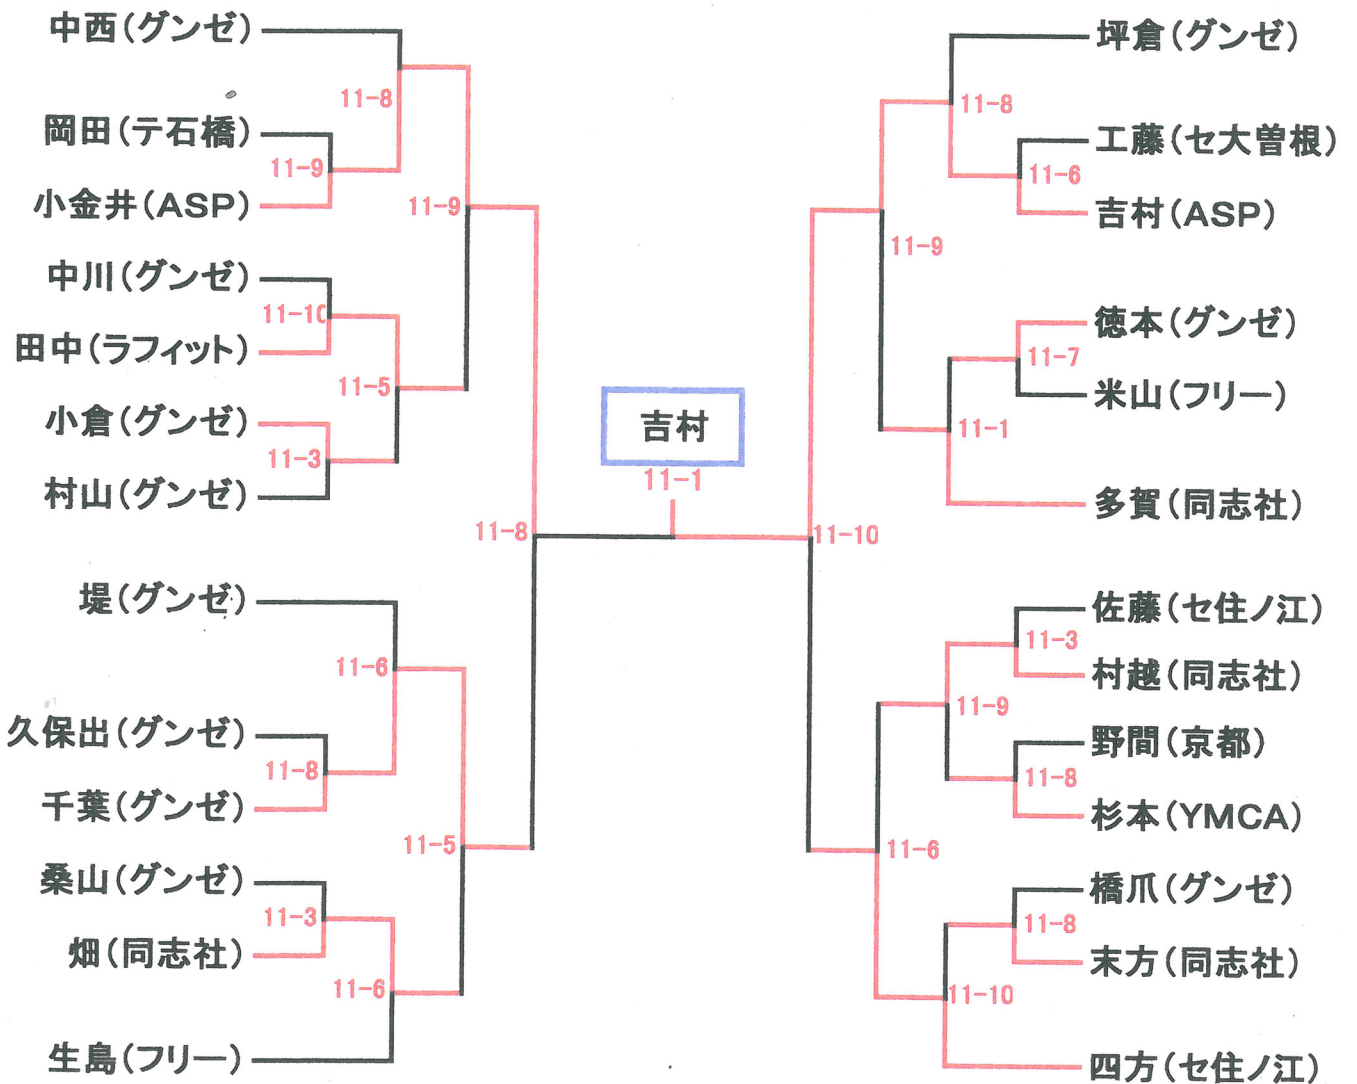 中西(グンゼ)
11-8
岡田(テ石橋)
11-9
小金井(ASP)
11-9
中川(グンゼ)
11-10
田中(ラフィット)
11-5
小倉(グンゼ)
11-3
村山(グンゼ)
11-8
堤(グンゼ)
11-6
久保出(グンゼ)
11-8
千葉(グンゼ)
11-5
桑山(グンゼ)
11-3
畑(同志社)
11-6
生島(フリー)
吉村
11-1
坪倉(グンゼ)
11-8
工藤(セ大曽根)
11-6
吉村(ASP)
11-9
徳本(グンゼ)
11-7
米山(フリー)
11-1
多賀(同志社)
11-10
佐藤(セ住ノ江)
11-3
村越(同志社)
11-9
野間(京都)
11-8
杉本(YMCA)
11-6
橋爪(グンゼ)
11-8
末方(同志社)
11-10
四方(セ住ノ江)